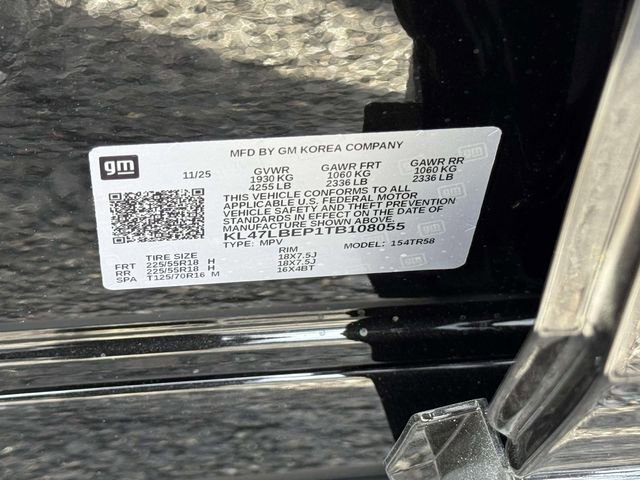 MFD BY GM KOREA COMPANY
gm
11/25 GVWR GAWR FRT GAWR RR
1930 KG 1060 KG 1060 KG
4255 LB 2336 LB 2336 LB
THIS VEHICLE CONFORMS TO ALL
APPLICABLE U.S. FEDERAL MOTOR
VEHICLE SAFETY AND THEFT PREVENTION
STANDARDS IN EFFECT ON THE DATE OF
MANUFACTURE SHOWN ABOVE.
KL47LBEP1TB108055
TYPE: MPV MODEL: 154TR58
TIRE SIZE RIM
FRT 225/55R18 H 18X7.5J
RR 225/55R18 H 18X7.5J
SPA T125/70R16 M 16X4BT